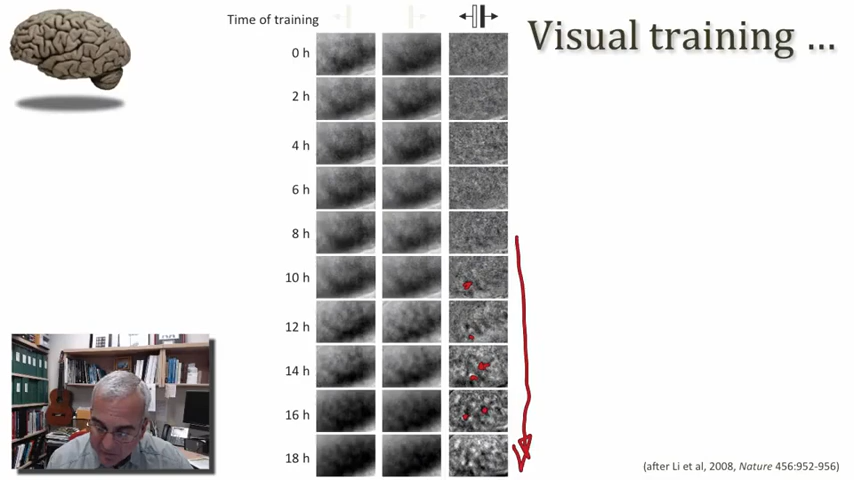 Time of training
Visual training ...
0 h
2 h
4 h
6 h
8 h
10 h
12 h
14 h
16 h
18 h
(after Li et al, 2008, Nature 456:952-956)